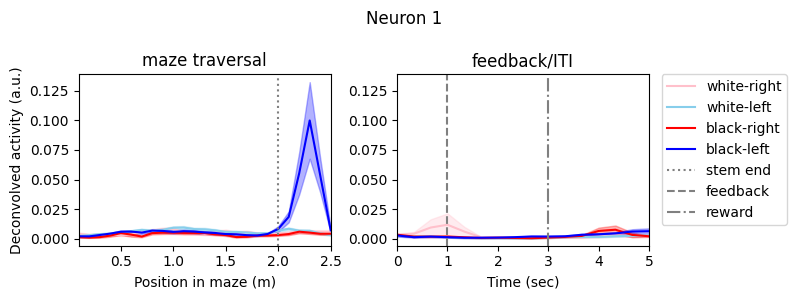 Neuron 1
maze traversal
feedback/ITI
Deconvolved activity (a.u.)
0.125
0.100
0.075
0.050
0.025
0.000
0.5
1.0
1.5
2.0
2.5
Position in maze (m)
0.125
0.100
0.075
0.050
0.025
0.000
0
1
2
3
4
5
Time (sec)
white-right
white-left
black-right
black-left
stem end
feedback
reward